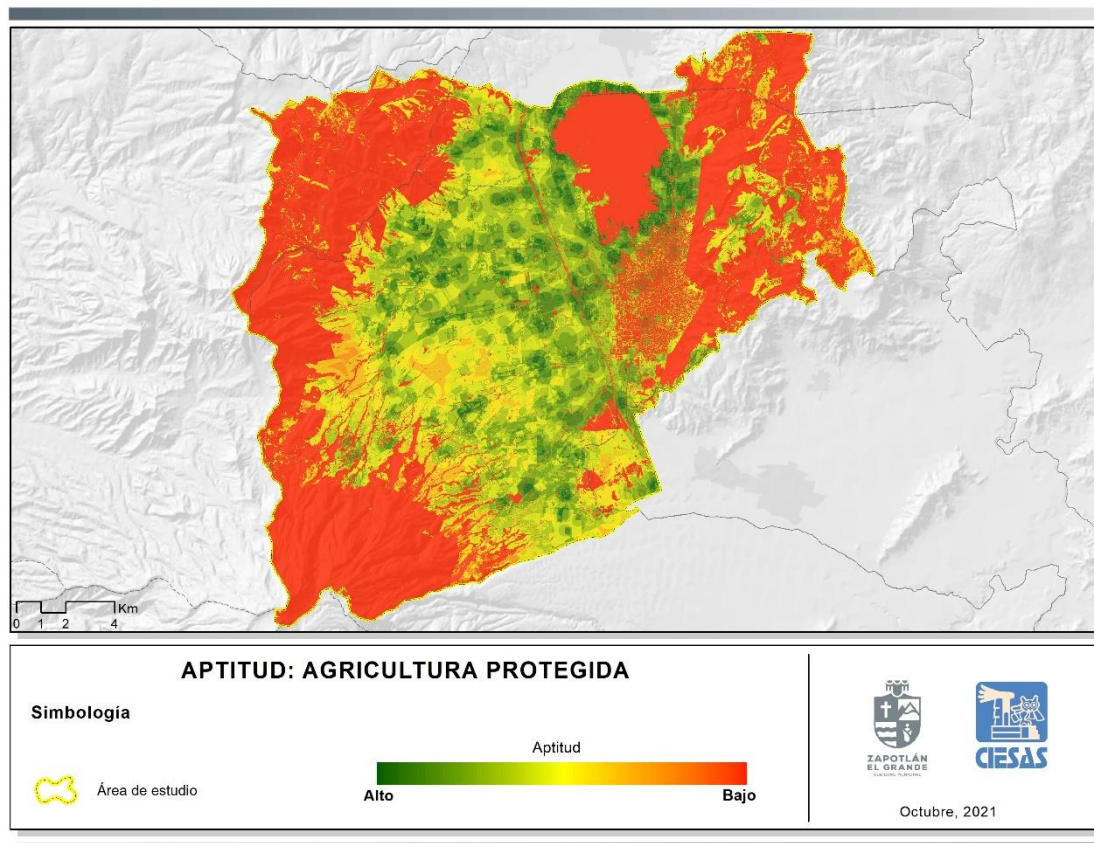 Km
0 1 2 4
APTITUD: AGRICULTURA PROTEGIDA
Simbología
Aptitud
Área de estudio
Alto
Bajo
ZAPOTLÁN
EL GRANDE
CIESAS
Octubre, 2021